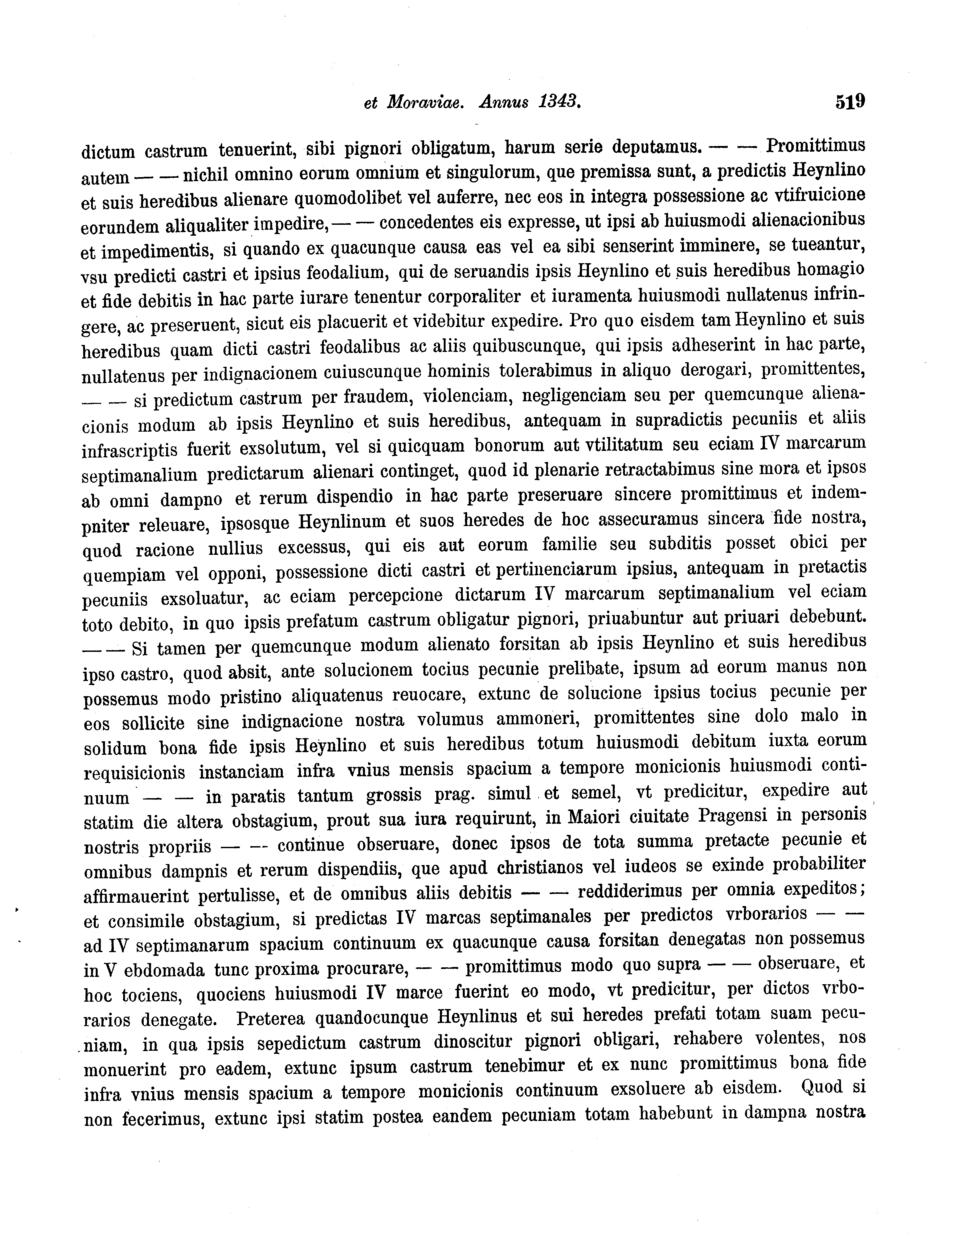 et Moraviae. Annus 1343. 519
dictum castrum tenuerint, sibi pignori obligatum, harum serie deputamus. — — Promittimus
autem — — nichil omnino eorum omnium et singulorum, que premissa sunt, a predictis Heynlino
et suis heredibus alienare quomodolibet vel auferre, nec eos in integra possessione ac vtifruicione
eorundem aliqualiter impedire, — — concedentes eis expresse, ut ipsi ab huiusmodi alienacionibus
et impedimentis, si quando ex quacunque causa eas vel ea sibi senserint imminere, se tueantur,
vsu predicti castri et ipsius feodalium, qui de seruandis ipsis Heynlino et suis heredibus homagio
et fide debitis in hac parte iurare tenentur corporaliter et iuramenta huiusmodi nullatenus infrin-
gere, ac preseruent, sicut eis placuerit et videbitur expedire. Pro quo eisdem tam Heynlino et suis
heredibus quam dicti castri feodalibus ac aliis quibuscunque, qui ipsis adheserint in hac parte,
nullatenus per indignacionem cuiuscunque hominis tolerabimus in aliquo derogari, promittentes,
— — si predictum castrum per fraudem, violenciam, negligenciam seu per quemcunque aliena-
cionis modum ab ipsis Heynlino et suis heredibus, antequam in supradictis pecuniis et aliis
infrascriptis fuerit exsolutum, vel si quicquam bonorum aut vtilitatum seu eciam IV marcarum
septimanalium predictarum alienari continget, quod id plenarie retractabimus sine mora et ipsos
ab omni dampno et rerum dispendio in hac parte preseruare sincere promittimus et indem-
pniter releuare, ipsosque Heynlinum et suos heredes de hoc assecuramus sincera fide nostra,
quod racione nullius excessus, qui eis aut eorum familie seu subditis posset obici per
quempiam vel opponi, possessione dicti castri et pertinenciarum ipsius, antequam in pretactis
pecuniis exsoluatur, ac eciam percepcione dictarum IV marcarum septimanalium vel eciam
toto debito, in quo ipsis prefatum castrum obligatur pignori, priuabuntur aut priuari debebunt.
— — Si tamen per quemcunque modum alienato forsitan ab ipsis Heynlino et suis heredibus
ipso castro, quod absit, ante solucionem tocius pecunie prelibate, ipsum ad eorum manus non
possemus modo pristino aliquatenus reuocare, extunc de solucione ipsius tocius pecunie per
eos sollicite sine indignacione nostra volumus ammoneri, promittentes sine dolo malo in
solidum bona fide ipsis Heynlino et suis heredibus totum huiusmodi debitum iuxta eorum
requisicionis instanciam infra vnius mensis spacium a tempore monicionis huiusmodi conti-
nuum — — in paratis tantum grossis prag. simul et semel, vt predicitur, expedire aut
statim die altera obstagium, prout sua iura requirunt, in Maiori ciuitate Pragensi in personis
nostris propriis — — continue obseruare, donec ipsos de tota summa pretacte pecunie et
omnibus dampnis et rerum dispendiis, que apud christianos vel iudeos se exinde probabiliter
affirmauerint pertulisse, et de omnibus aliis debitis — — reddiderimus per omnia expeditos;
et consimile obstagium, si predictas IV marcas septimanales per predictos vrborarios — —
ad IV septimanarum spacium continuum ex quacunque causa forsitan denegatas non possemus
in V ebdomada tunc proxima procurare, — — promittimus modo quo supra — — obseruare, et
hoc tociens, quociens huiusmodi IV marce fuerint eo modo, vt predicitur, per dictos vrbo-
rarios denegate. Preterea quandocunque Heynlinus et sui heredes prefati totam suam pecu-
niam, in qua ipsis sepedictum castrum dinoscitur pignori obligari, rehabere volentes, nos
monuerint pro eadem, extunc ipsum castrum tenebimur et ex nunc promittimus bona fide
infra vnius mensis spacium a tempore monicionis continuum exsoluere ab eisdem. Quod si
non fecerimus, extunc ipsi statim postea eandem pecuniam totam habebunt in dampna nostra